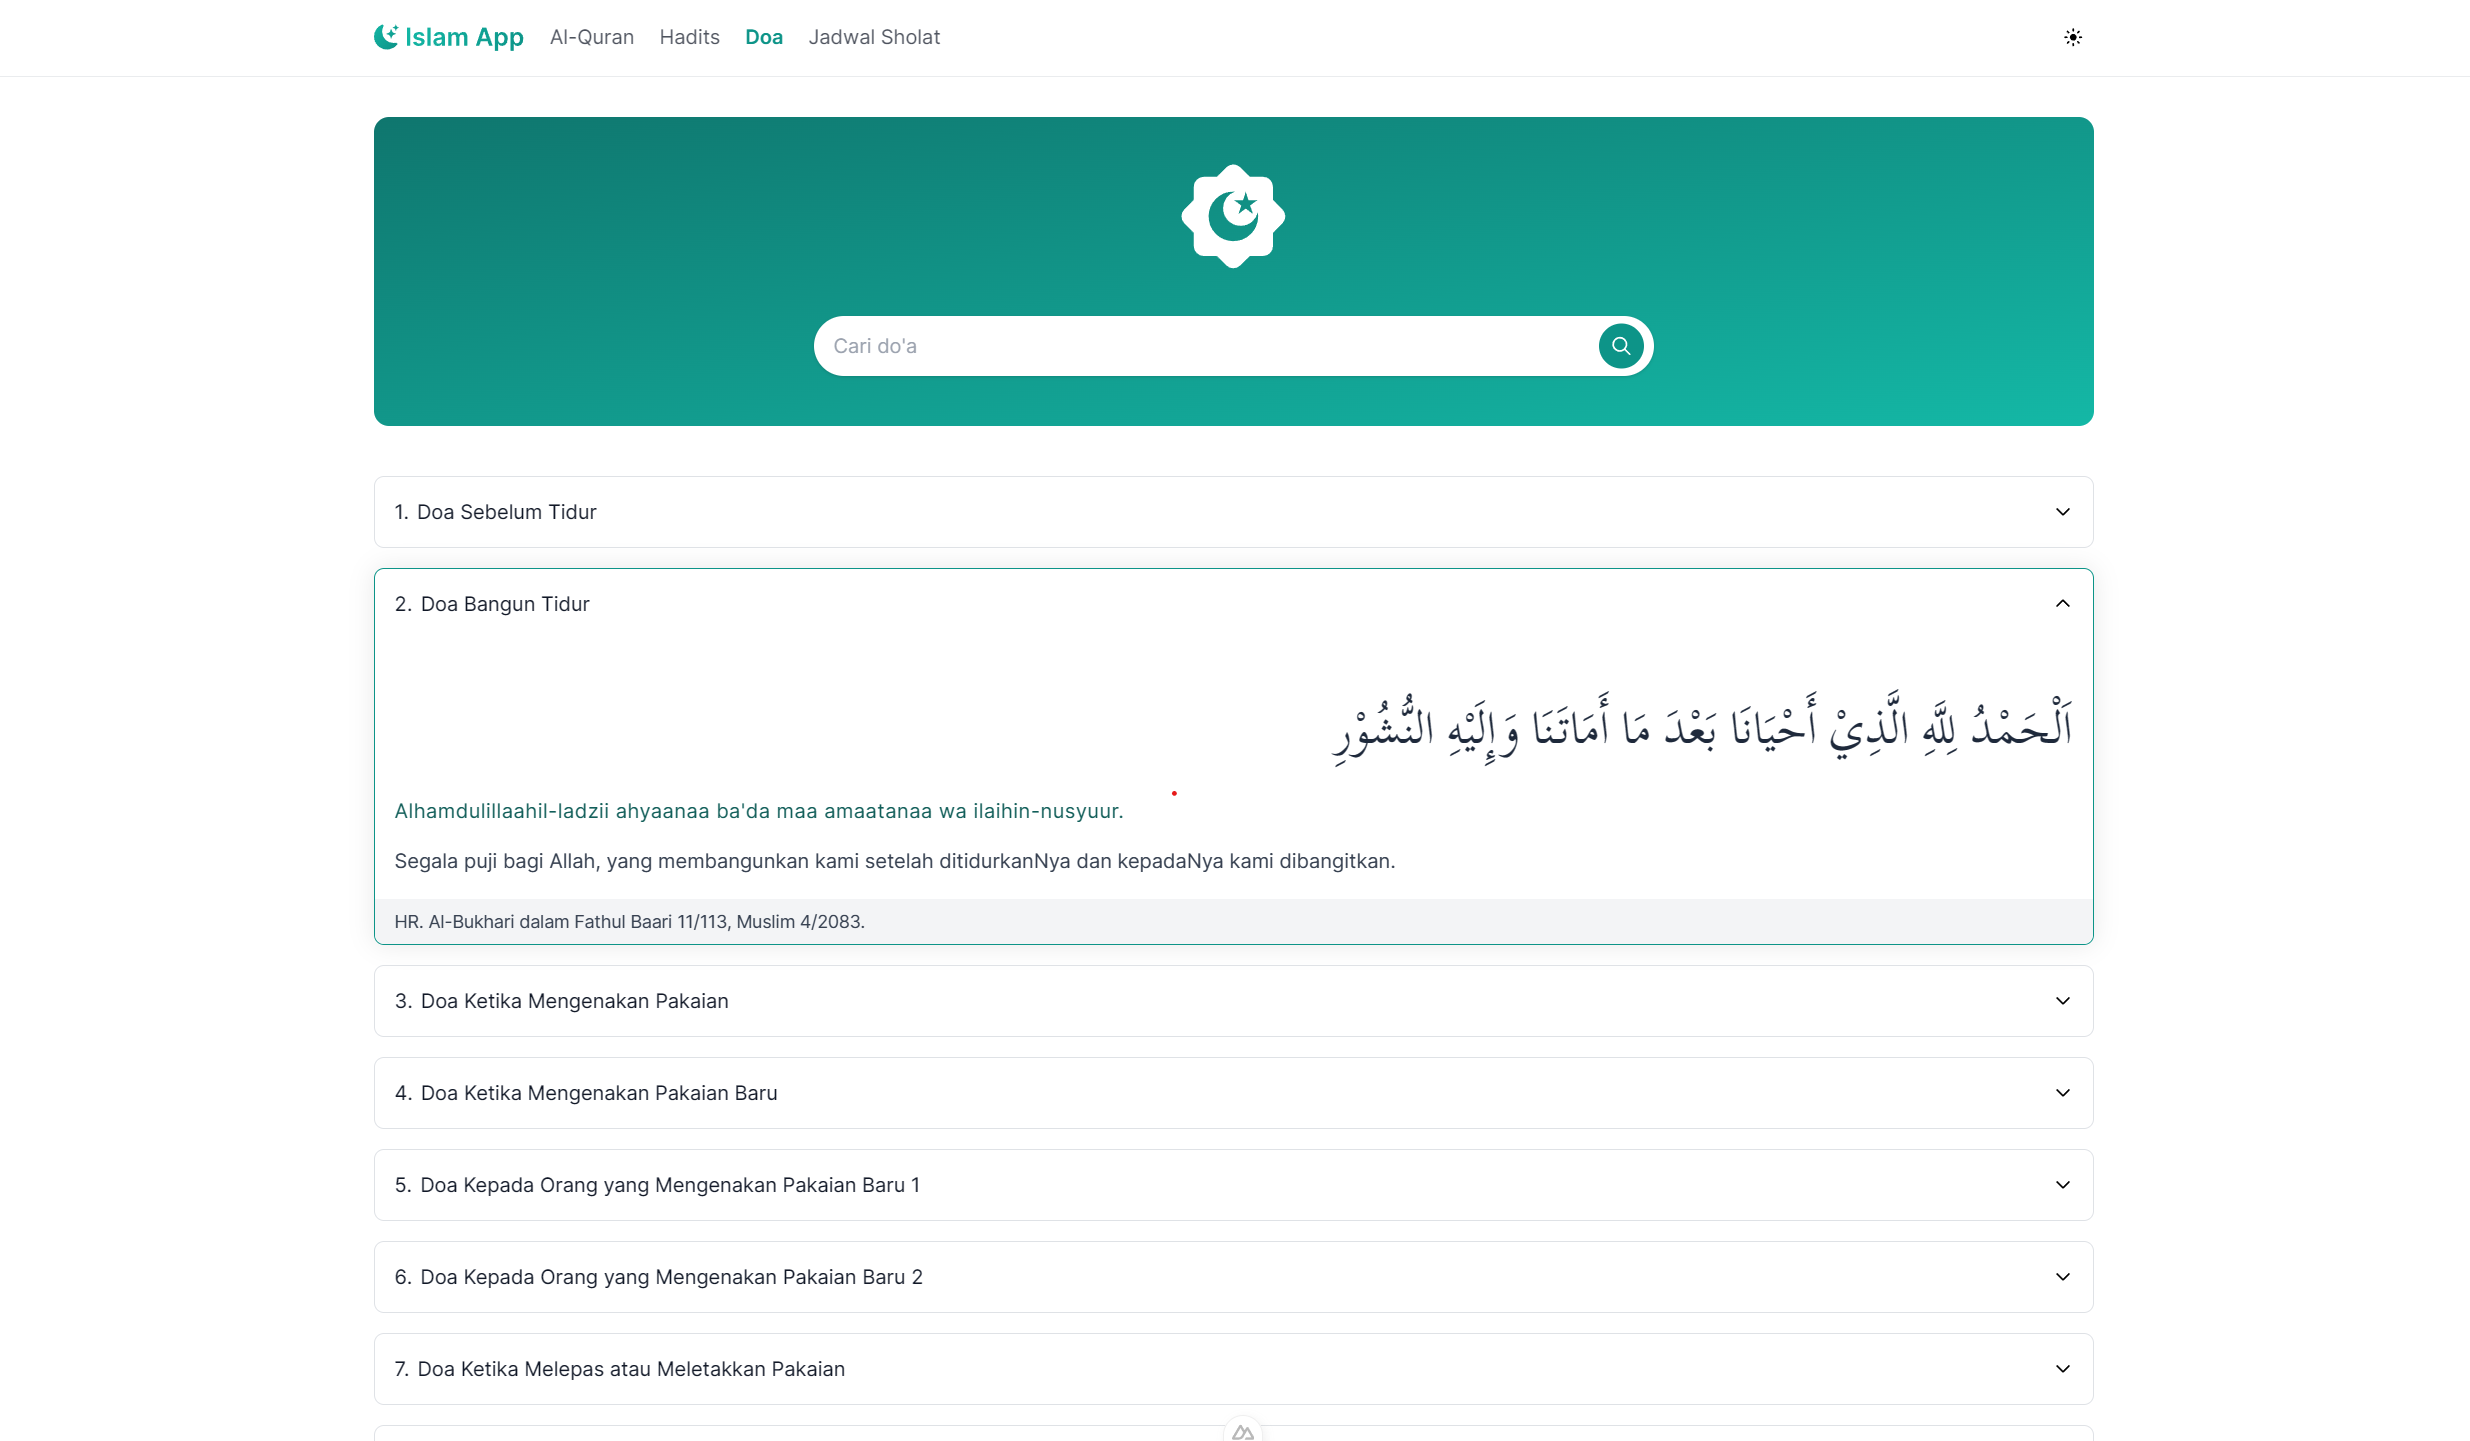 Islam App
Al-Quran
Hadits
Doa
Jadwal Sholat
Cari do'a
1. Doa Sebelum Tidur
2. Doa Bangun Tidur
اَلْحَمْدُ لِلَّهِ الَّذِيْ أَحْيَانَا بَعْدَ مَا أَمَاتَنَا وَإِلَيْهِ النُّشُوْرِ
Alhamdulillaahil-ladzii ahyaanaa ba'da maa amaatanaa wa ilaihin-nusyuur.
Segala puji bagi Allah, yang membangunkan kami setelah ditidurkanNya dan kepadaNya kami dibangitkan.
HR. Al-Bukhari dalam Fathul Baari 11/113, Muslim 4/2083.
3. Doa Ketika Mengenakan Pakaian
4. Doa Ketika Mengenakan Pakaian Baru
5. Doa Kepada Orang yang Mengenakan Pakaian Baru 1
6. Doa Kepada Orang yang Mengenakan Pakaian Baru 2
7. Doa Ketika Melepas atau Meletakkan Pakaian